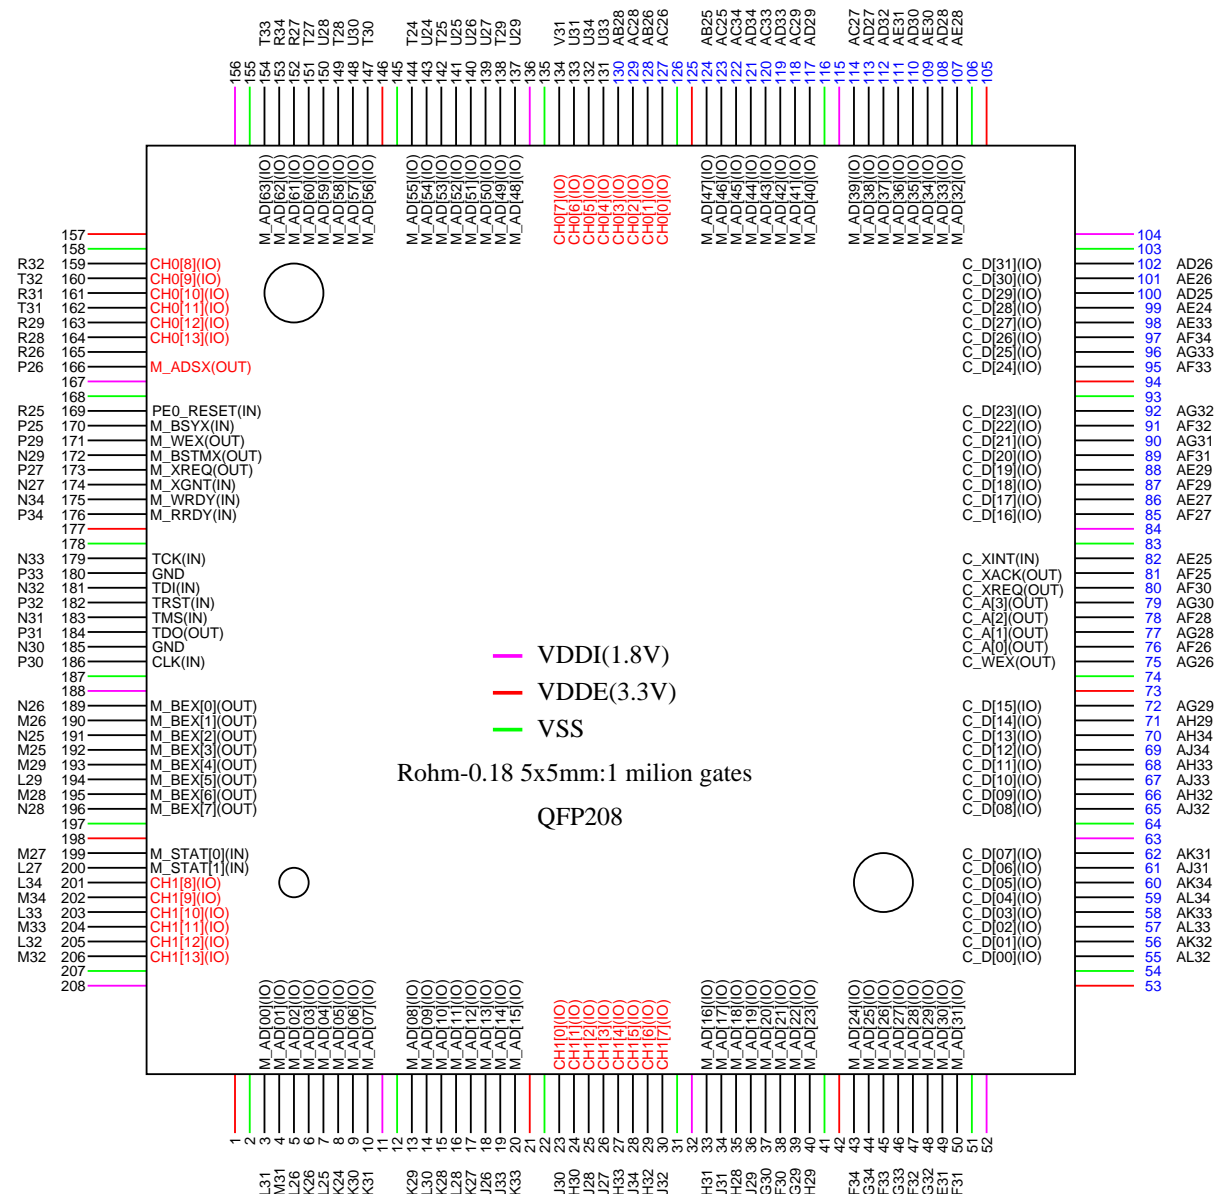 T33 R34 R27 T27 U28 T28 U30 T30 T24 U24 T25 U25 U26 U27 T29 U29 V31 U31 U34 U33 AB28 AC28 AB26 AC26 AB25 AC25 AC34 AD34 AC33 AD33 AC29 AD29 AC27 AD27 AD32 AE31 AD30 AE30 AD28 AE28
156 155 154 153 152 151 150 149 148 147 146 145 144 143 142 141 140 139 138 137 136 135 134 133 132 131 130 129 128 127 126 125 124 123 122 121 120 119 118 117 116 115 114 113 112 111 110 109 108 107 106 105
M_AD[63](IO) M_AD[62](IO) M_AD[61](IO) M_AD[60](IO) M_AD[59](IO) M_AD[58](IO) M_AD[57](IO) M_AD[56](IO) M_AD[55](IO) M_AD[54](IO) M_AD[53](IO) M_AD[52](IO) M_AD[51](IO) M_AD[50](IO) M_AD[49](IO) M_AD[48](IO) CH0[7](IO) CH0[6](IO) CH0[5](IO) CH0[4](IO) CH0[3](IO) CH0[2](IO) CH0[1](IO) CH0[0](IO) M_AD[47](IO) M_AD[46](IO) M_AD[45](IO) M_AD[44](IO) M_AD[43](IO) M_AD[42](IO) M_AD[41](IO) M_AD[40](IO) M_AD[39](IO) M_AD[38](IO) M_AD[37](IO) M_AD[36](IO) M_AD[35](IO) M_AD[34](IO) M_AD[33](IO) M_AD[32](IO)
157 104
158 103
R32 159 CH0[8](IO) C_D[31](IO) 102 AD26
T32 160 CH0[9](IO) C_D[30](IO) 101 AE26
R31 161 CH0[10](IO) C_D[29](IO) 100 AD25
T31 162 CH0[11](IO) C_D[28](IO) 99 AE24
R29 163 CH0[12](IO) C_D[27](IO) 98 AE33
R28 164 CH0[13](IO) C_D[26](IO) 97 AF34
R26 165 C_D[25](IO) 96 AG33
P26 166 M_ADSX(OUT) C_D[24](IO) 95 AF33
167 94
168 93
R25 169 PE0_RESET(IN) C_D[23](IO) 92 AG32
P25 170 M_BSYX(IN) C_D[22](IO) 91 AF32
P29 171 M_WEX(OUT) C_D[21](IO) 90 AG31
N29 172 M_BSTMX(OUT) C_D[20](IO) 89 AF31
P27 173 M_XREQ(OUT) C_D[19](IO) 88 AE29
N27 174 M_XGNT(IN) C_D[18](IO) 87 AF29
N34 175 M_WRDY(IN) C_D[17](IO) 86 AE27
P34 176 M_RRDY(IN) C_D[16](IO) 85 AF27
177 84
178 83
N33 179 TCK(IN) C_XINT(IN) 82 AE25
P33 180 GND C_XACK(OUT) 81 AF25
N32 181 TDI(IN) C_XREQ(OUT) 80 AF30
P32 182 TRST(IN) C_A[3](OUT) 79 AG30
N31 183 TMS(IN) C_A[2](OUT) 78 AF28
P31 184 TDO(OUT) C_A[1](OUT) 77 AG28
N30 185 GND C_A[0](OUT) 76 AF26
P30 186 CLK(IN) C_WEX(OUT) 75 AG26
VDDI(1.8V)
187 74
188 73
VDDE(3.3V)
N26 189 M_BEX[0](OUT) C_D[15](IO) 72 AG29
M26 190 M_BEX[1](OUT) C_D[14](IO) 71 AH29
VSS
N25 191 M_BEX[2](OUT) C_D[13](IO) 70 AH34
M25 192 M_BEX[3](OUT) C_D[12](IO) 69 AJ34
M29 193 M_BEX[4](OUT) C_D[11](IO) 68 AH33
Rohm-0.18 5x5mm:1 milion gates
L29 194 M_BEX[5](OUT) C_D[10](IO) 67 AJ33
M28 195 M_BEX[6](OUT) C_D[09](IO) 66 AH32
N28 196 M_BEX[7](OUT) C_D[08](IO) 65 AJ32
QFP208
197 64
198 63
M27 199 M_STAT[0](IN) C_D[07](IO) 62 AK31
L27 200 M_STAT[1](IN) C_D[06](IO) 61 AJ31
L34 201 CH1[8](IO) C_D[05](IO) 60 AK34
M34 202 CH1[9](IO) C_D[04](IO) 59 AL34
L33 203 CH1[10](IO) C_D[03](IO) 58 AK33
M33 204 CH1[11](IO) C_D[02](IO) 57 AL33
L32 205 CH1[12](IO) C_D[01](IO) 56 AK32
M32 206 CH1[13](IO) C_D[00](IO) 55 AL32
207 54
208 53
M_AD[00](IO) M_AD[01](IO) M_AD[02](IO) M_AD[03](IO) M_AD[04](IO) M_AD[05](IO) M_AD[06](IO) M_AD[07](IO) M_AD[08](IO) M_AD[09](IO) M_AD[10](IO) M_AD[11](IO) M_AD[12](IO) M_AD[13](IO) M_AD[14](IO) M_AD[15](IO) CH1[0](IO) CH1[1](IO) CH1[2](IO) CH1[3](IO) CH1[4](IO) CH1[5](IO) CH1[6](IO) CH1[7](IO) M_AD[16](IO) M_AD[17](IO) M_AD[18](IO) M_AD[19](IO) M_AD[20](IO) M_AD[21](IO) M_AD[22](IO) M_AD[23](IO) M_AD[24](IO) M_AD[25](IO) M_AD[26](IO) M_AD[27](IO) M_AD[28](IO) M_AD[29](IO) M_AD[30](IO) M_AD[31](IO)
1 2 3 4 5 6 7 8 9 10 11 12 13 14 15 16 17 18 19 20 21 22 23 24 25 26 27 28 29 30 31 32 33 34 35 36 37 38 39 40 41 42 43 44 45 46 47 48 49 50 51 52
L31 M31 L26 K26 L25 K24 K30 K31 K29 L30 K28 L28 K27 J26 J33 K33 J30 H30 J28 J27 H33 J34 H32 J32 H31 J31 H28 J29 G30 F30 G29 H29 F34 G34 F33 G33 F32 G32 E31 F31